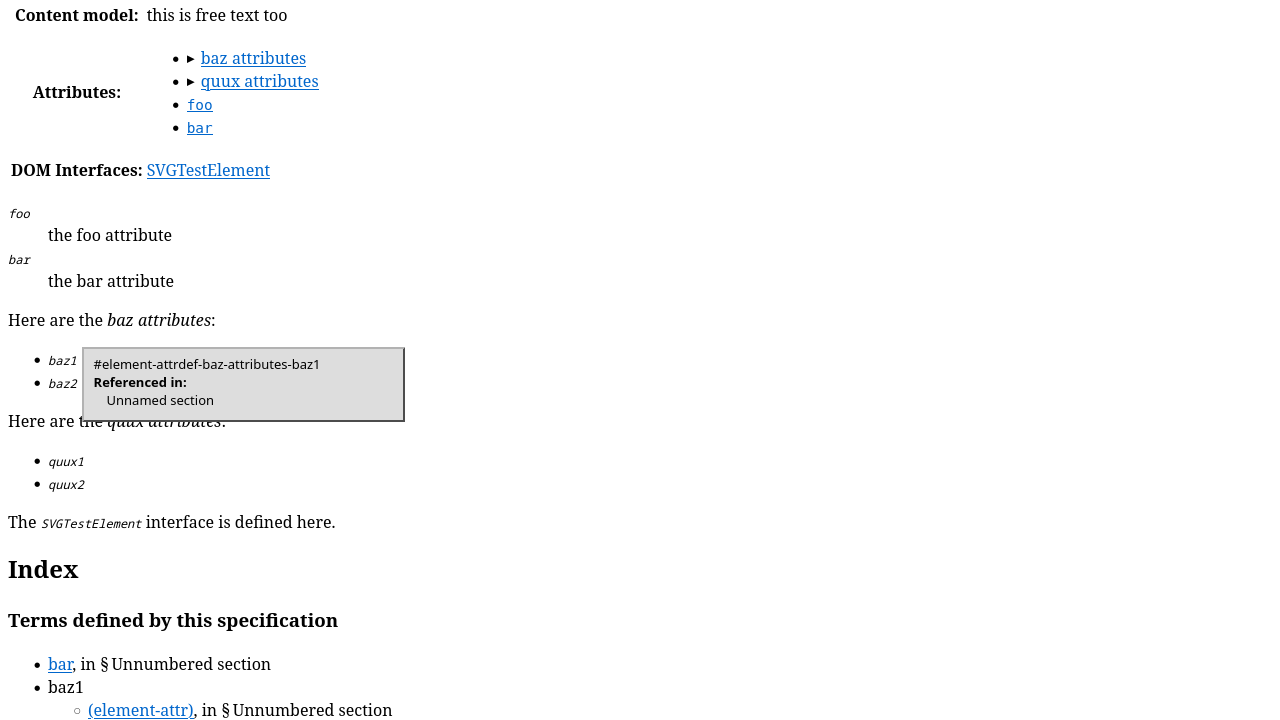 Content model: this is free text too
• ▸ baz attributes
• ▸ quux attributes
Attributes:
• foo
• bar
DOM Interfaces: SVGTestElement
foo
the foo attribute
bar
the bar attribute
Here are the baz attributes:
• baz1
• baz2
#element-attrdef-baz-attributes-baz1
Referenced in:
Unnamed section
Here are the quux attributes:
• quux1
• quux2
The SVGTestElement interface is defined here.
Index
Terms defined by this specification
• bar, in § Unnumbered section
• baz1
○ (element-attr), in § Unnumbered section